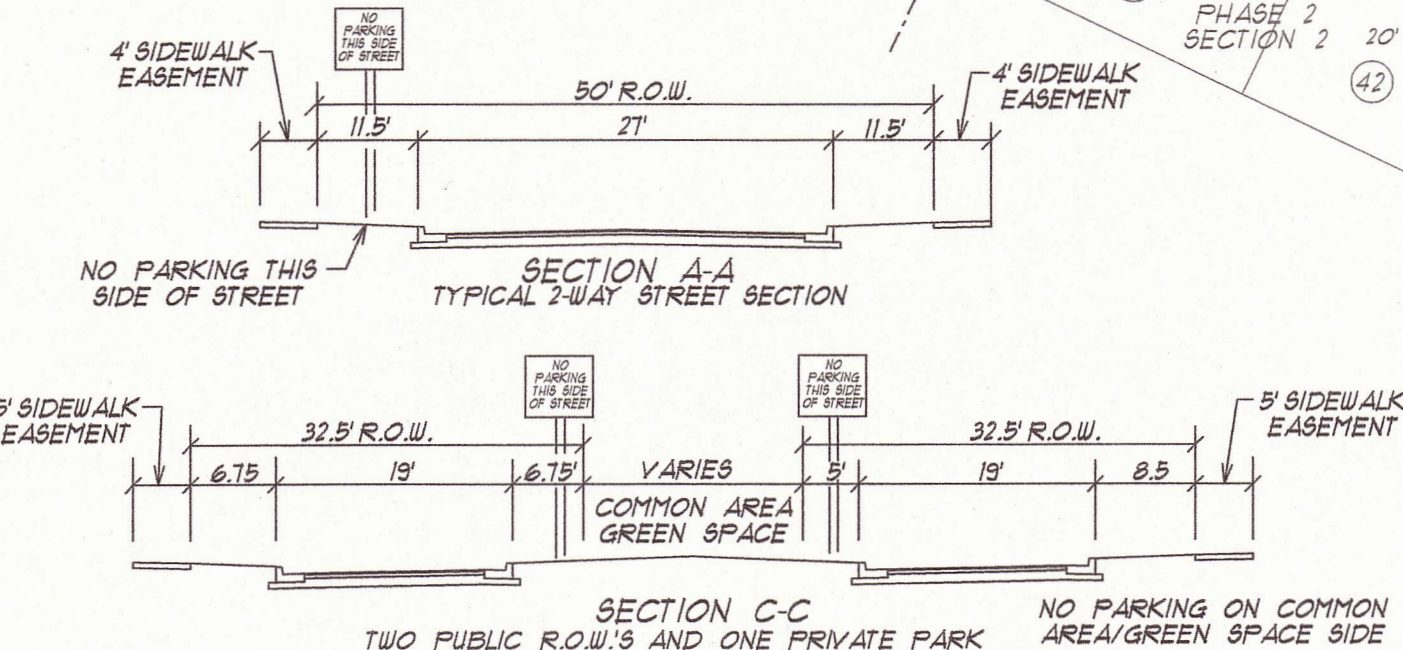 PHASE 2
SECTION 2
20'
42
NO
PARKING
THIS SIDE
OF STREET
4' SIDEWALK
EASEMENT
50' R.O.W.
4' SIDEWALK
EASEMENT
11.5'
27'
11.5'
NO PARKING THIS
SIDE OF STREET
SECTION A-A
TYPICAL 2-WAY STREET SECTION
NO
PARKING
THIS SIDE
OF STREET
NO
PARKING
THIS SIDE
OF STREET
5' SIDEWALK
EASEMENT
32.5' R.O.W.
32.5' R.O.W.
5' SIDEWALK
EASEMENT
6.75
19'
6.75'
VARIES
5'
19'
8.5
COMMON AREA
GREEN SPACE
SECTION C-C
TWO PUBLIC R.O.W.'S AND ONE PRIVATE PARK
NO PARKING ON COMMON
AREA/GREEN SPACE SIDE